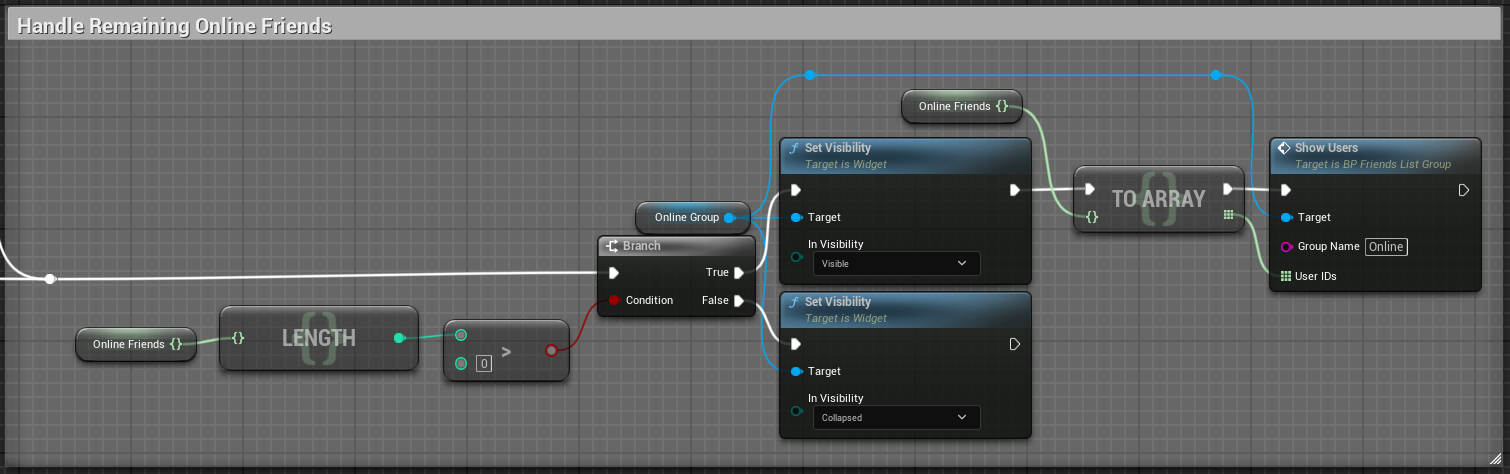 Handle Remaining Online Friends
Online Friends {}
Set Visibility
Target is Widget
Target
In Visibility
Visible
TO ARRAY
{}
Show Users
Target is BP Friends List Group
Target
Group Name Online
User IDs
Online Group
Branch
True
Condition
False
Online Friends {}
{}
LENGTH
>
0
Set Visibility
Target is Widget
Target
In Visibility
Collapsed